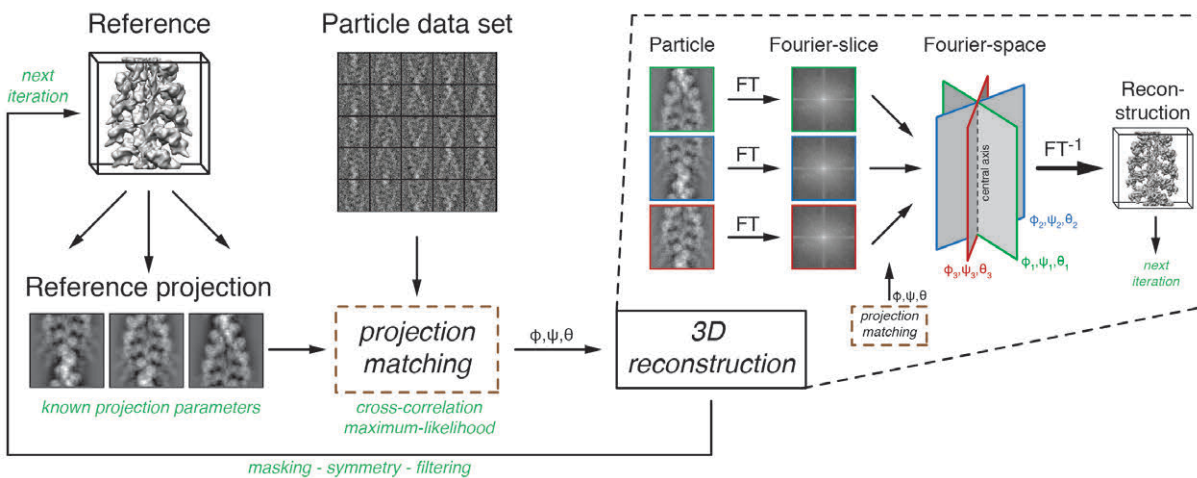 Reference
Particle data set
next
iteration
Reference projection
known projection parameters
projection
matching
cross-correlation
maximum-likelihood
ϕ,ψ,θ
3D
reconstruction
masking - symmetry - filtering
Particle
Fourier-slice
Fourier-space
Recon-
struction
FT
FT
FT
central axis
FT⁻¹
ϕ₂,ψ₂,θ₂
ϕ₁,ψ₁,θ₁
ϕ₃,ψ₃,θ₃
ϕ,ψ,θ
projection
matching
next
iteration